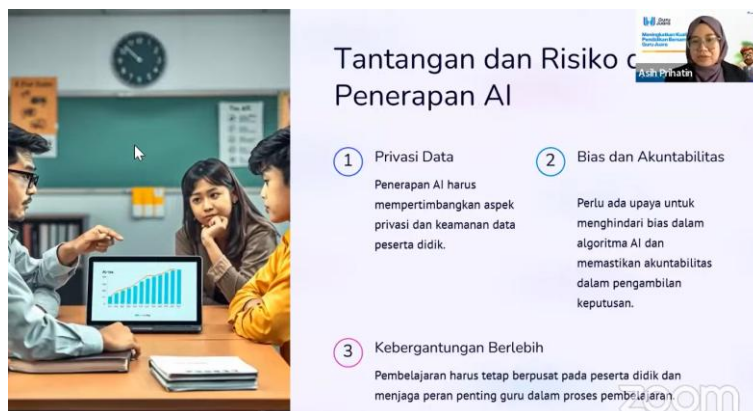 Tantangan dan Risiko
Penerapan AI
Asih Prihatin
1
Privasi Data
Penerapan AI harus
mempertimbangkan aspek
privasi dan keamanan data
peserta didik.
2
Bias dan Akuntabilitas
Perlu ada upaya untuk
menghindari bias dalam
algoritma AI dan
memastikan akuntabilitas
dalam pengambilan
keputusan.
3
Kebergantungan Berlebih
Pembelajaran harus tetap berpusat pada peserta didik dan
menjaga peran penting guru dalam proses pembelajaran.
zoom